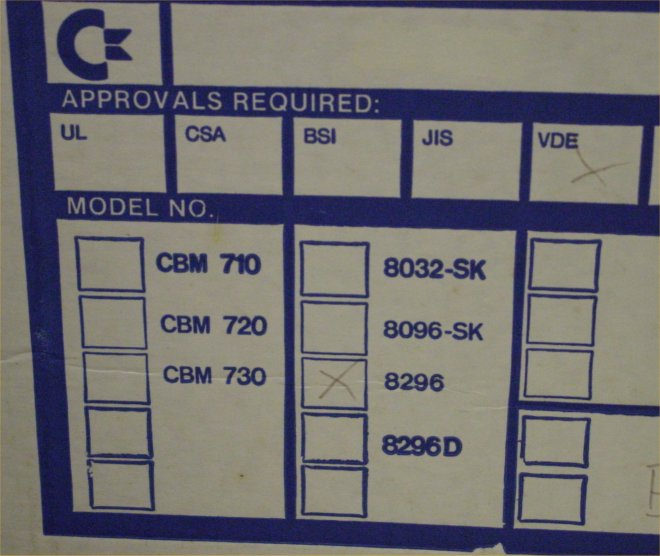 APPROVALS REQUIRED:
UL CSA BSI JIS VDE
MODEL NO.
CBM 710 8032-SK
CBM 720 8096-SK
CBM 730 8296
8296D